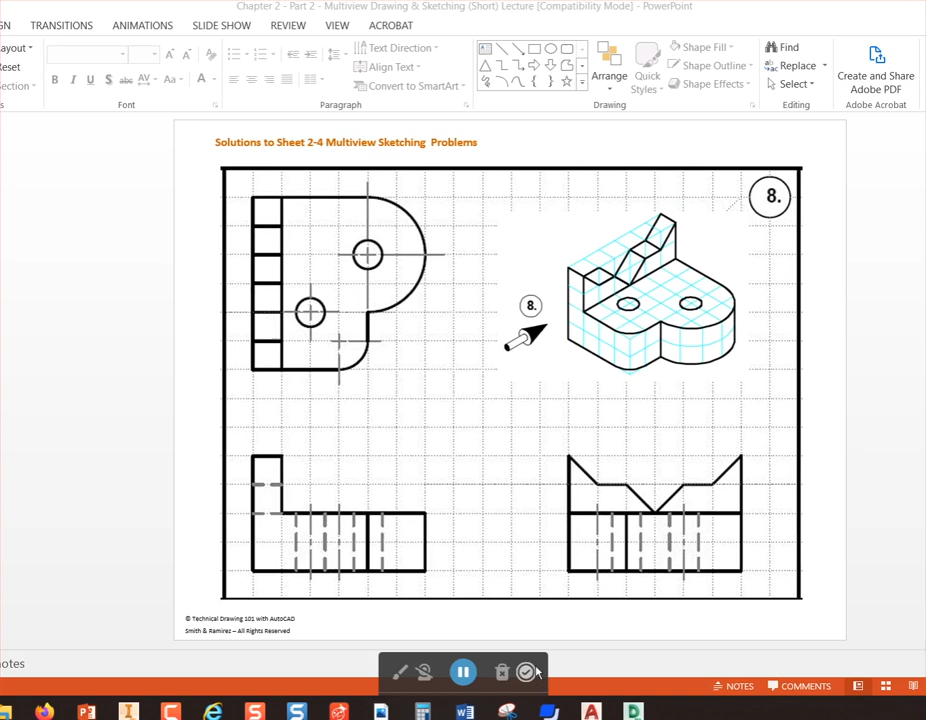 Chapter 2 - Part 2 - Multiview Drawing & Sketching (Short) Lecture [Compatibility Mode] - PowerPoint
GN TRANSITIONS ANIMATIONS SLIDE SHOW REVIEW VIEW ACROBAT
ayout
Reset
ection
B I U S abc AV Aa A
Text Direction
Align Text
Convert to SmartArt
Arrange
Quick
Styles
Shape Fill
Shape Outline
Shape Effects
Find
Replace
Select
Create and Share
Adobe PDF
Font Paragraph Drawing Editing Adobe Acrobat
Solutions to Sheet 2-4 Multiview Sketching Problems
8.
8.
© Technical Drawing 101 with AutoCAD
Smith & Ramirez – All Rights Reserved
otes
NOTES COMMENTS